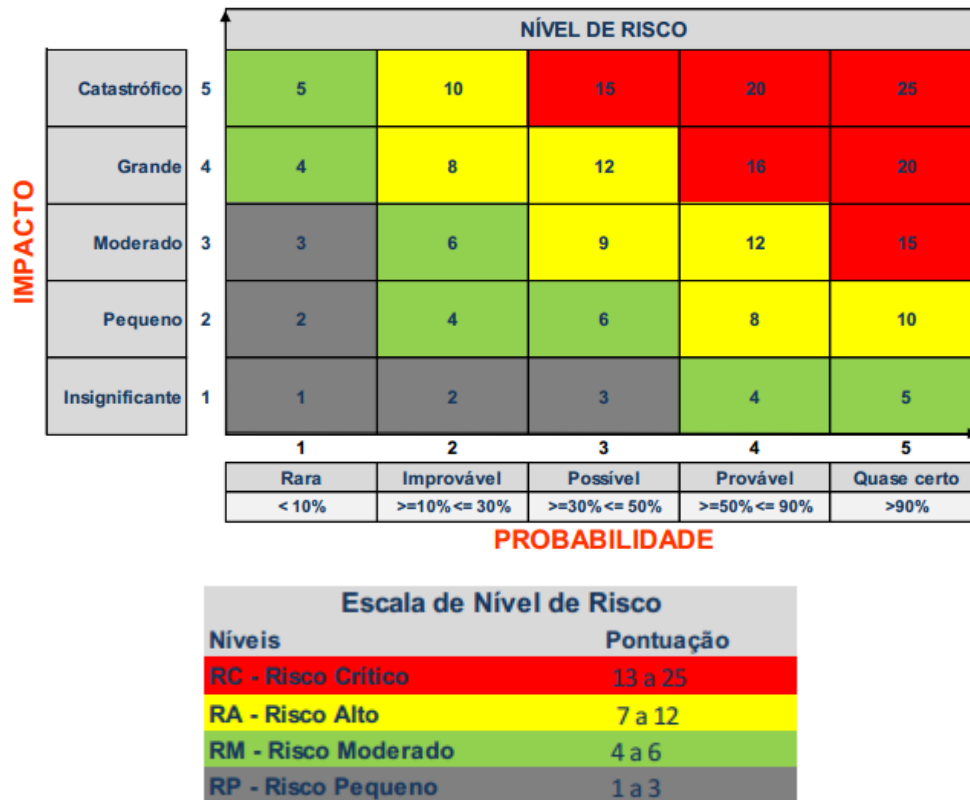 NÍVEL DE RISCO
IMPACTO
Catastrófico 5 5 10 15 20 25
Grande 4 4 8 12 16 20
Moderado 3 3 6 9 12 15
Pequeno 2 2 4 6 8 10
Insignificante 1 1 2 3 4 5
1 2 3 4 5
Rara Improvável Possível Provável Quase certo
< 10% >=10%<= 30% >=30%<= 50% >=50%<= 90% >90%
PROBABILIDADE
Escala de Nível de Risco
Níveis Pontuação
RC - Risco Crítico 13 a 25
RA - Risco Alto 7 a 12
RM - Risco Moderado 4 a 6
RP - Risco Pequeno 1 a 3